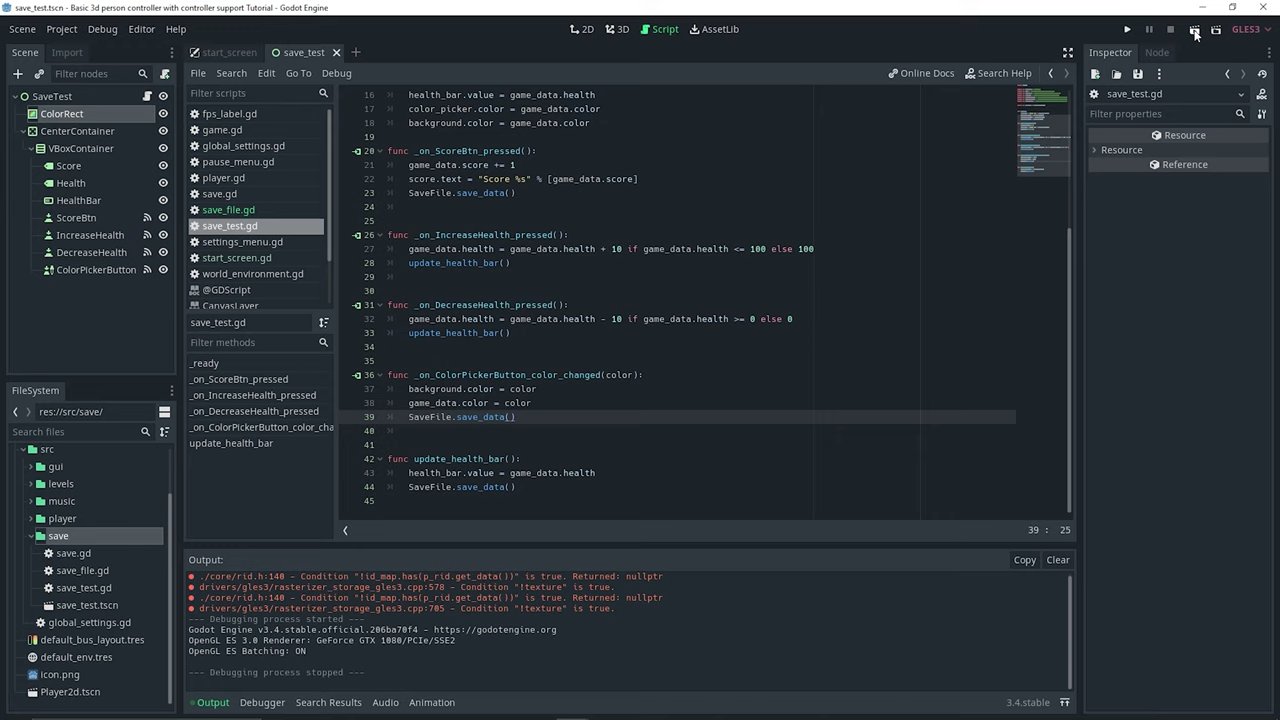 save_test.tscn - Basic 3d person controller with controller support Tutorial - Godot Engine
Scene Project Debug Editor Help
2D 3D Script AssetLib
GLES3
Scene Import
Filter nodes
SaveTest
ColorRect
CenterContainer
VBoxContainer
Score
Health
HealthBar
ScoreBtn
IncreaseHealth
DecreaseHealth
ColorPickerButton
FileSystem
res://src/save/
Search files
src
gui
levels
music
player
save
save.gd
save_file.gd
save_test.gd
save_test.tscn
global_settings.gd
default_bus_layout.tres
default_env.tres
icon.png
Player2d.tscn
start_screen save_test
File Search Edit Go To Debug
Online Docs Search Help
Filter scripts
fps_label.gd
game.gd
global_settings.gd
pause_menu.gd
player.gd
save.gd
save_file.gd
save_test.gd
settings_menu.gd
start_screen.gd
world_environment.gd
@GDScript
CanvasLayer
save_test.gd
Filter methods
_ready
_on_ScoreBtn_pressed
_on_IncreaseHealth_pressed
_on_DecreaseHealth_pressed
_on_ColorPickerButton_color_cha
update_health_bar
16 health_bar.value = game_data.health
17 color_picker.color = game_data.color
18 background.color = game_data.color
19
20 func _on_ScoreBtn_pressed():
21 game_data.score += 1
22 score.text = "Score %s" % [game_data.score]
23 SaveFile.save_data()
24
25
26 func _on_IncreaseHealth_pressed():
27 game_data.health = game_data.health + 10 if game_data.health <= 100 else 100
28 update_health_bar()
29
30
31 func _on_DecreaseHealth_pressed():
32 game_data.health = game_data.health - 10 if game_data.health >= 0 else 0
33 update_health_bar()
34
35
36 func _on_ColorPickerButton_color_changed(color):
37 background.color = color
38 game_data.color = color
39 SaveFile.save_data()
40
41
42 func update_health_bar():
43 health_bar.value = game_data.health
44 SaveFile.save_data()
45
39 : 25
Output:
Copy Clear
./core/rid.h:140 - Condition "!id_map.has(p_rid.get_data())" is true. Returned: nullptr
drivers/gles3/rasterizer_storage_gles3.cpp:578 - Condition "!texture" is true.
./core/rid.h:140 - Condition "!id_map.has(p_rid.get_data())" is true. Returned: nullptr
drivers/gles3/rasterizer_storage_gles3.cpp:705 - Condition "!texture" is true.
--- Debugging process started ---
Godot Engine v3.4.stable.official.206ba70f4 - https://godotengine.org
OpenGL ES 3.0 Renderer: GeForce GTX 1080/PCIe/SSE2
OpenGL ES Batching: ON
--- Debugging process stopped ---
Output Debugger Search Results Audio Animation
3.4.stable
Inspector Node
save_test.gd
Filter properties
Resource
Resource
Reference